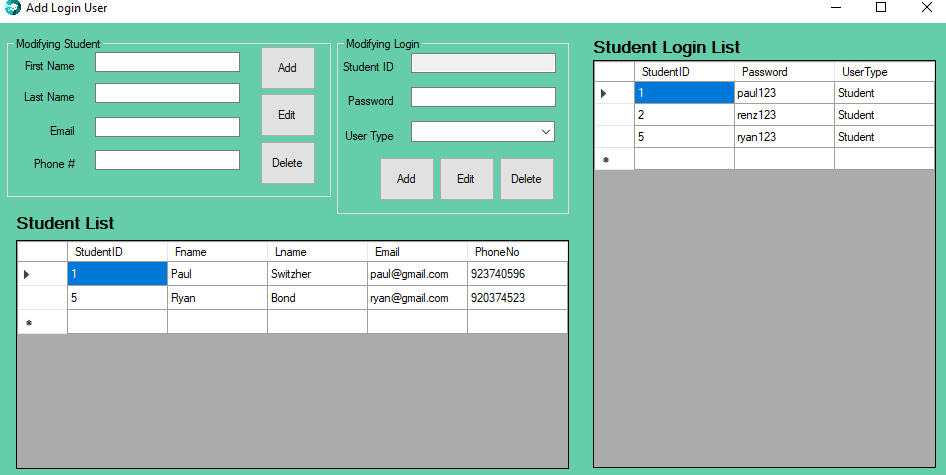 Add Login User
Modifying Student
First Name
Add
Last Name
Edit
Email
Phone #
Delete
Modifying Login
Student ID
Password
User Type
Add Edit Delete
Student Login List
StudentID Password UserType
1 paul123 Student
2 renz123 Student
5 ryan123 Student
Student List
StudentID Fname Lname Email PhoneNo
1 Paul Switzher paul@gmail.com 923740596
5 Ryan Bond ryan@gmail.com 920374523